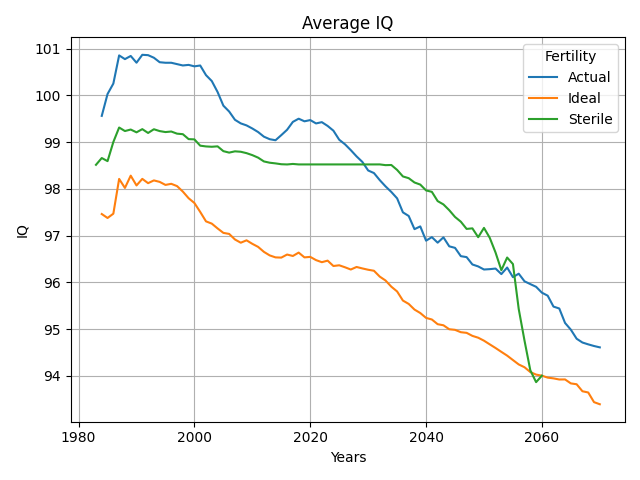 Average IQ
IQ
101
100
99
98
97
96
95
94
1980
2000
2020
2040
2060
Years
Fertility
Actual
Ideal
Sterile